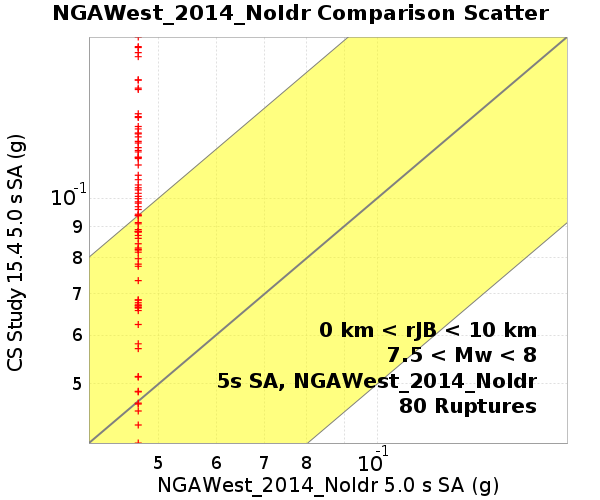 NGAWest_2014_NoIdr Comparison Scatter
CS Study 15.4 5.0 s SA (g)
10-1
9
8
7
6
5
0 km < rJB < 10 km
7.5 < Mw < 8
5s SA, NGAWest_2014_NoIdr
80 Ruptures
5 6 7 8 10-1
NGAWest_2014_NoIdr 5.0 s SA (g)